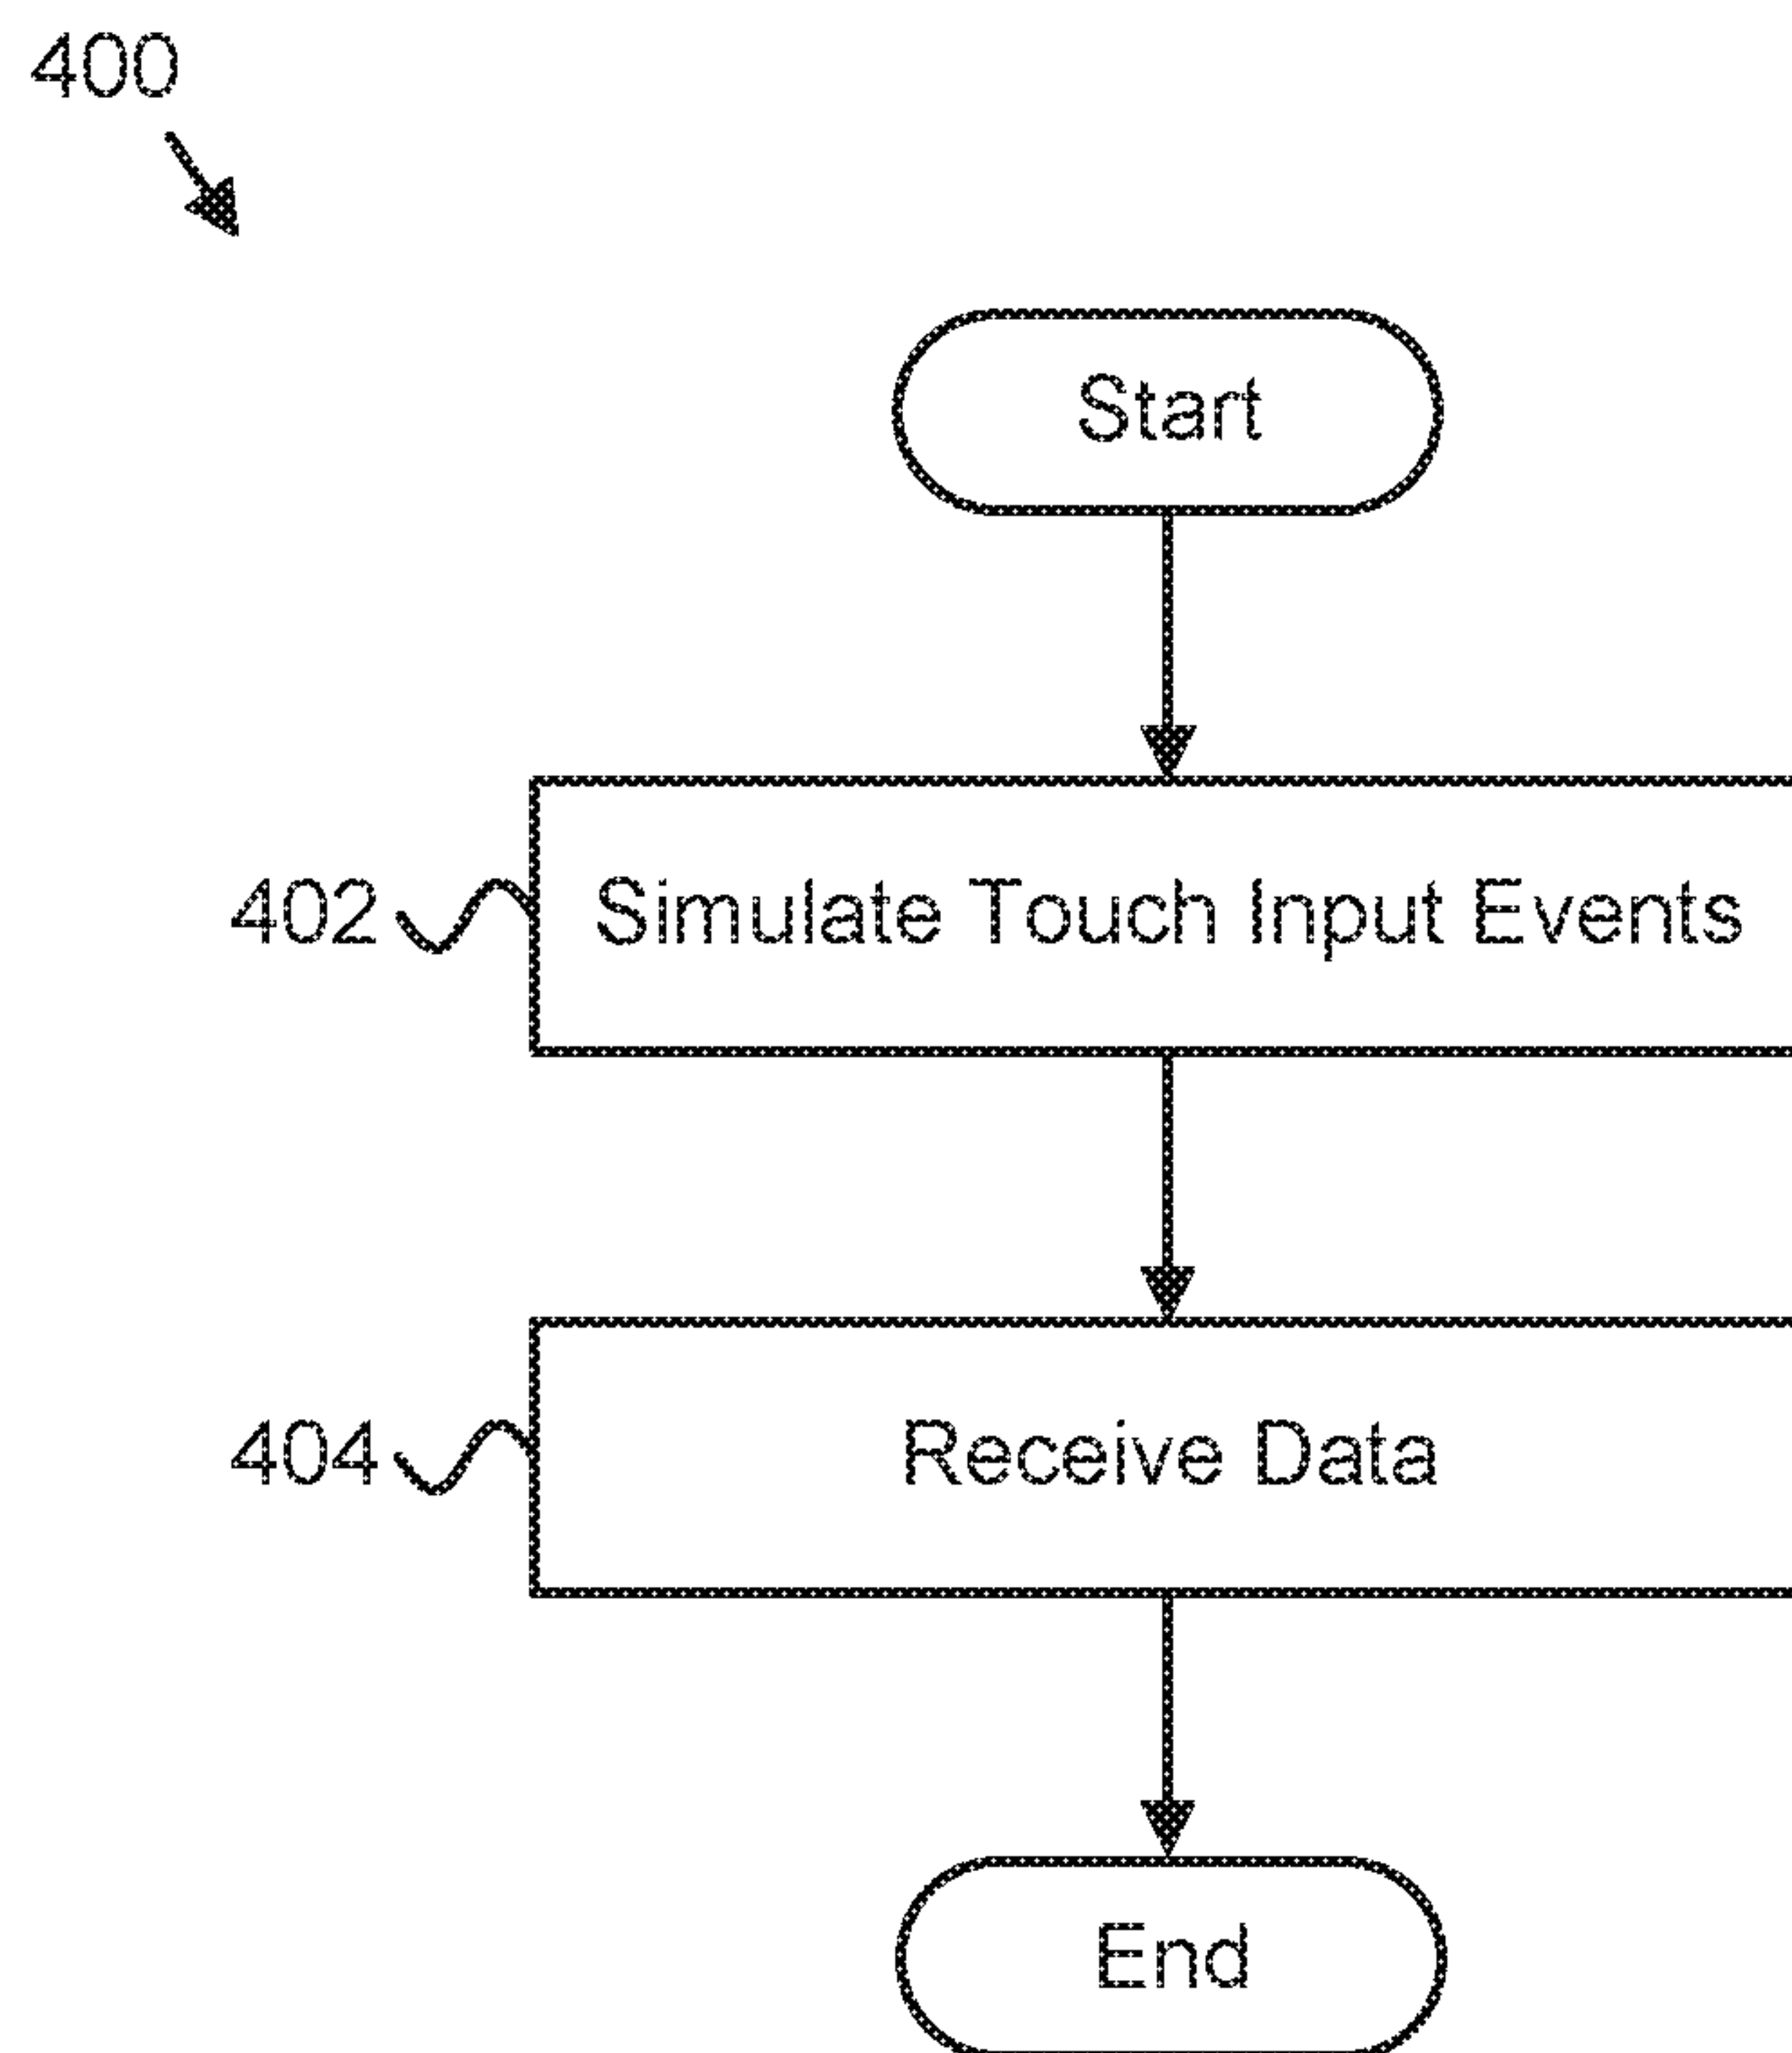 400
Start
402 Simulate Touch Input Events
404 Receive Data
End